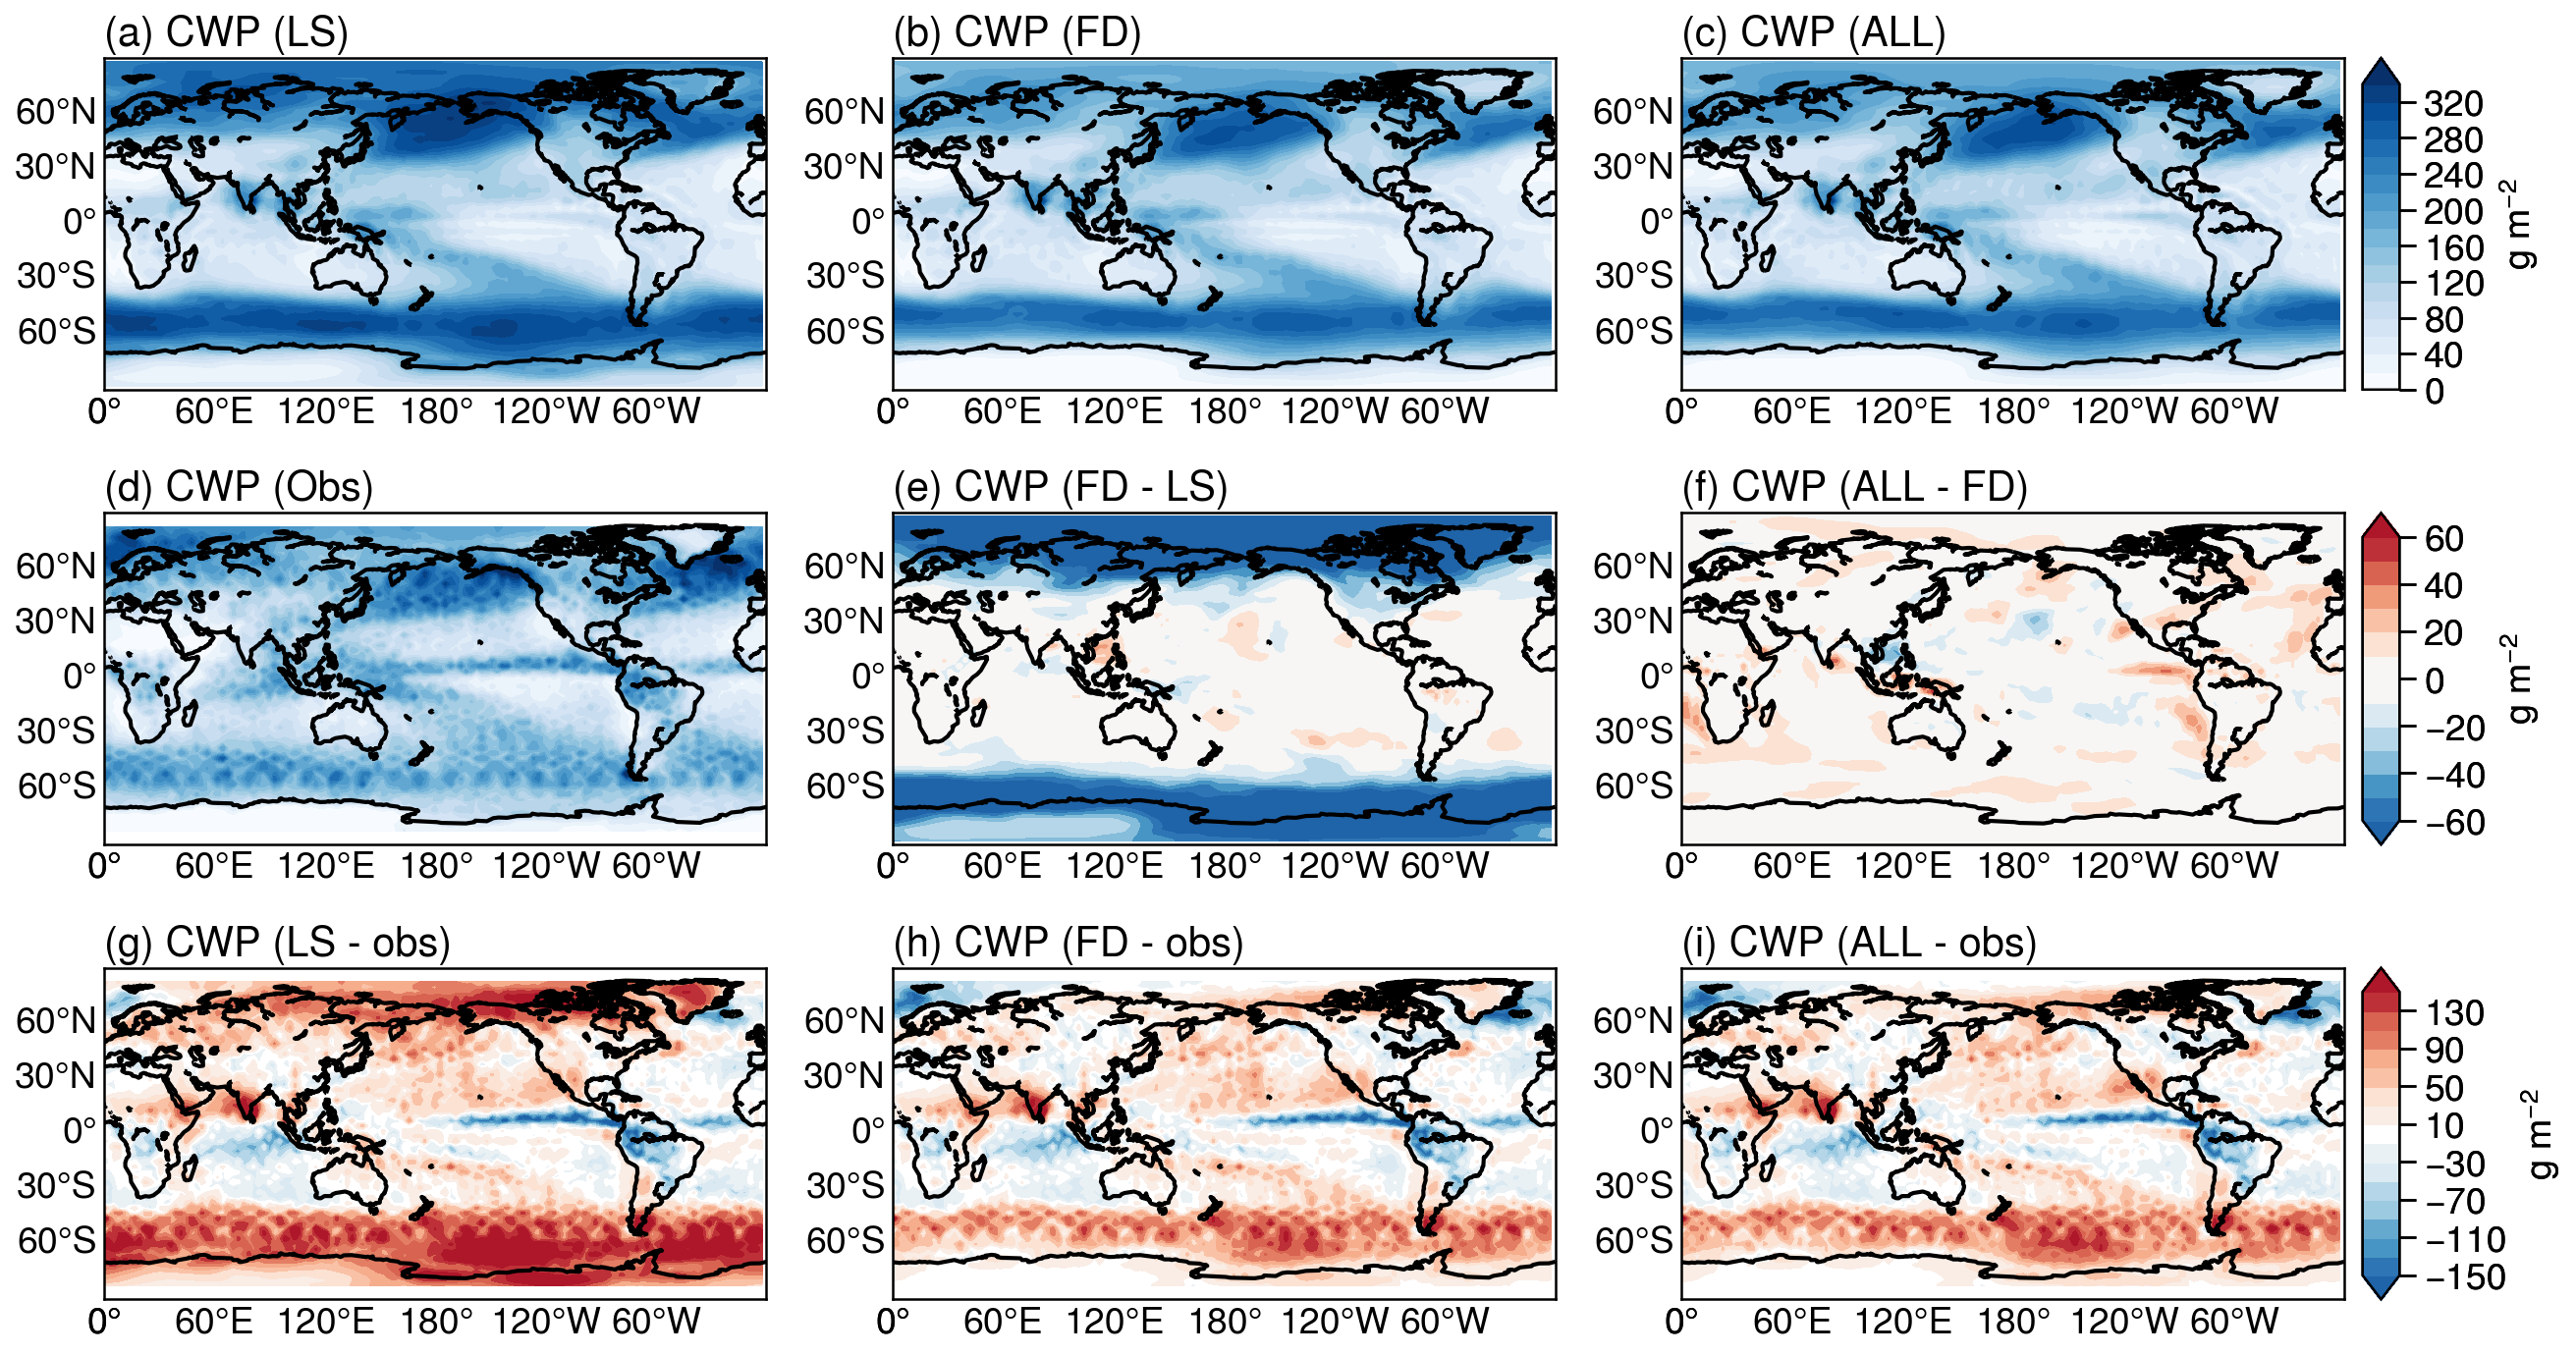 (a) CWP (LS)
(b) CWP (FD)
(c) CWP (ALL)
60°N
30°N
0°
30°S
60°S
0° 60°E 120°E 180° 120°W 60°W
60°N
30°N
0°
30°S
60°S
0° 60°E 120°E 180° 120°W 60°W
60°N
30°N
0°
30°S
60°S
0° 60°E 120°E 180° 120°W 60°W
320
280
240
200
160
120
80
40
0
g m⁻²
(d) CWP (Obs)
(e) CWP (FD - LS)
(f) CWP (ALL - FD)
60°N
30°N
0°
30°S
60°S
0° 60°E 120°E 180° 120°W 60°W
60°N
30°N
0°
30°S
60°S
0° 60°E 120°E 180° 120°W 60°W
60°N
30°N
0°
30°S
60°S
0° 60°E 120°E 180° 120°W 60°W
60
40
20
0
−20
−40
−60
g m⁻²
(g) CWP (LS - obs)
(h) CWP (FD - obs)
(i) CWP (ALL - obs)
60°N
30°N
0°
30°S
60°S
0° 60°E 120°E 180° 120°W 60°W
60°N
30°N
0°
30°S
60°S
0° 60°E 120°E 180° 120°W 60°W
60°N
30°N
0°
30°S
60°S
0° 60°E 120°E 180° 120°W 60°W
130
90
50
10
−30
−70
−110
−150
g m⁻²